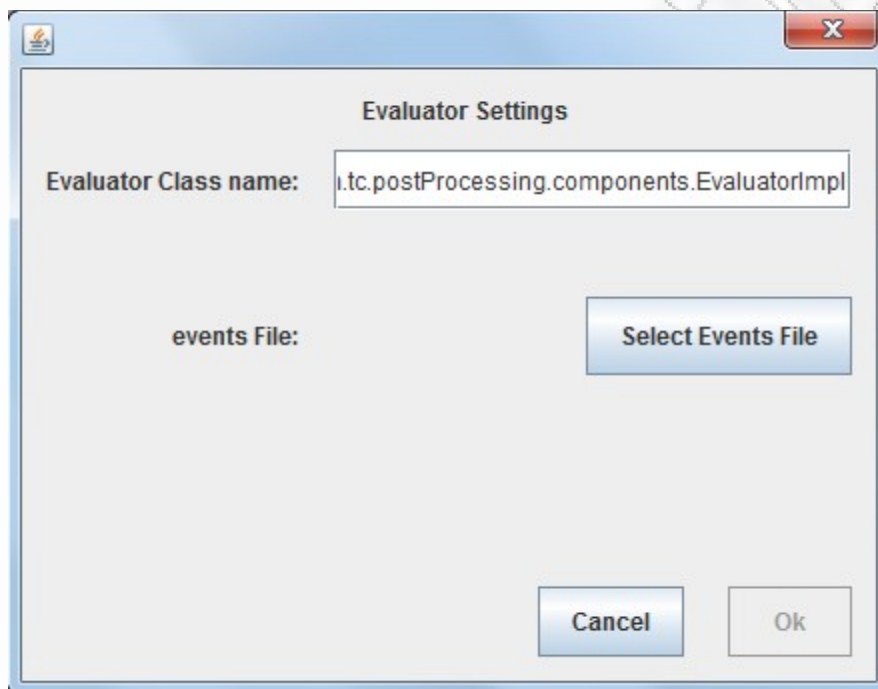 Evaluator Settings
Evaluator Class name: .tc.postProcessing.components.EvaluatorImpl
events File: Select Events File
Cancel Ok